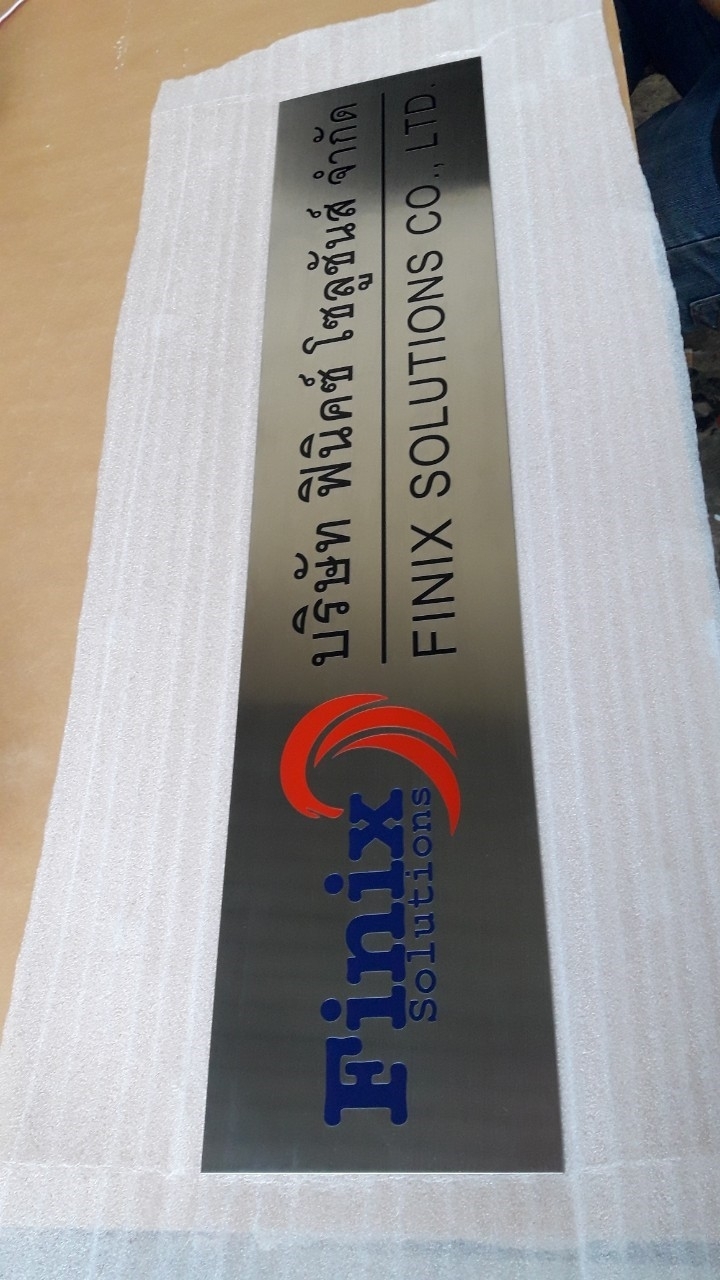 Finix
Solutions
บริษัท ฟินิคซ์ โซลูชันส์ จำกัด
FINIX SOLUTIONS CO., LTD.